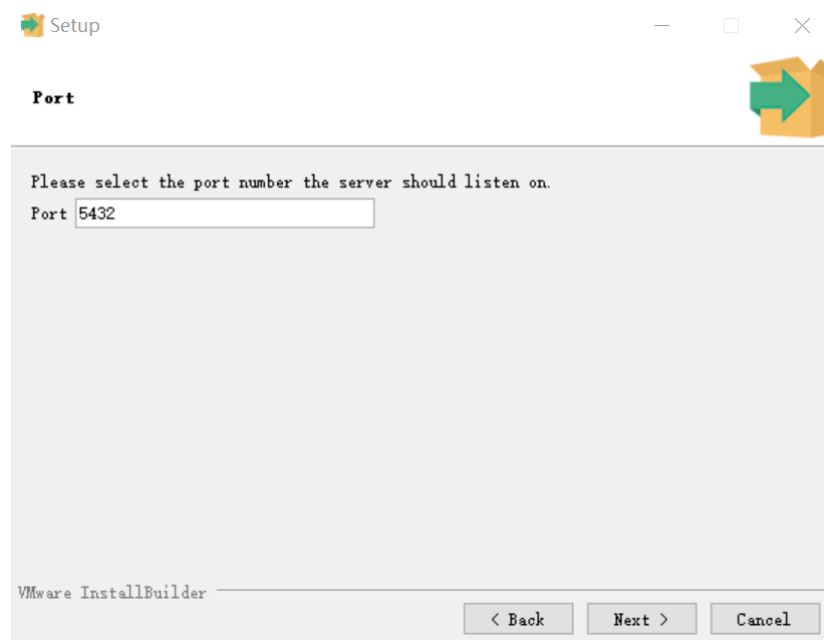 Setup
Port
Please select the port number the server should listen on.
Port 5432
VMware InstallBuilder
< Back Next > Cancel